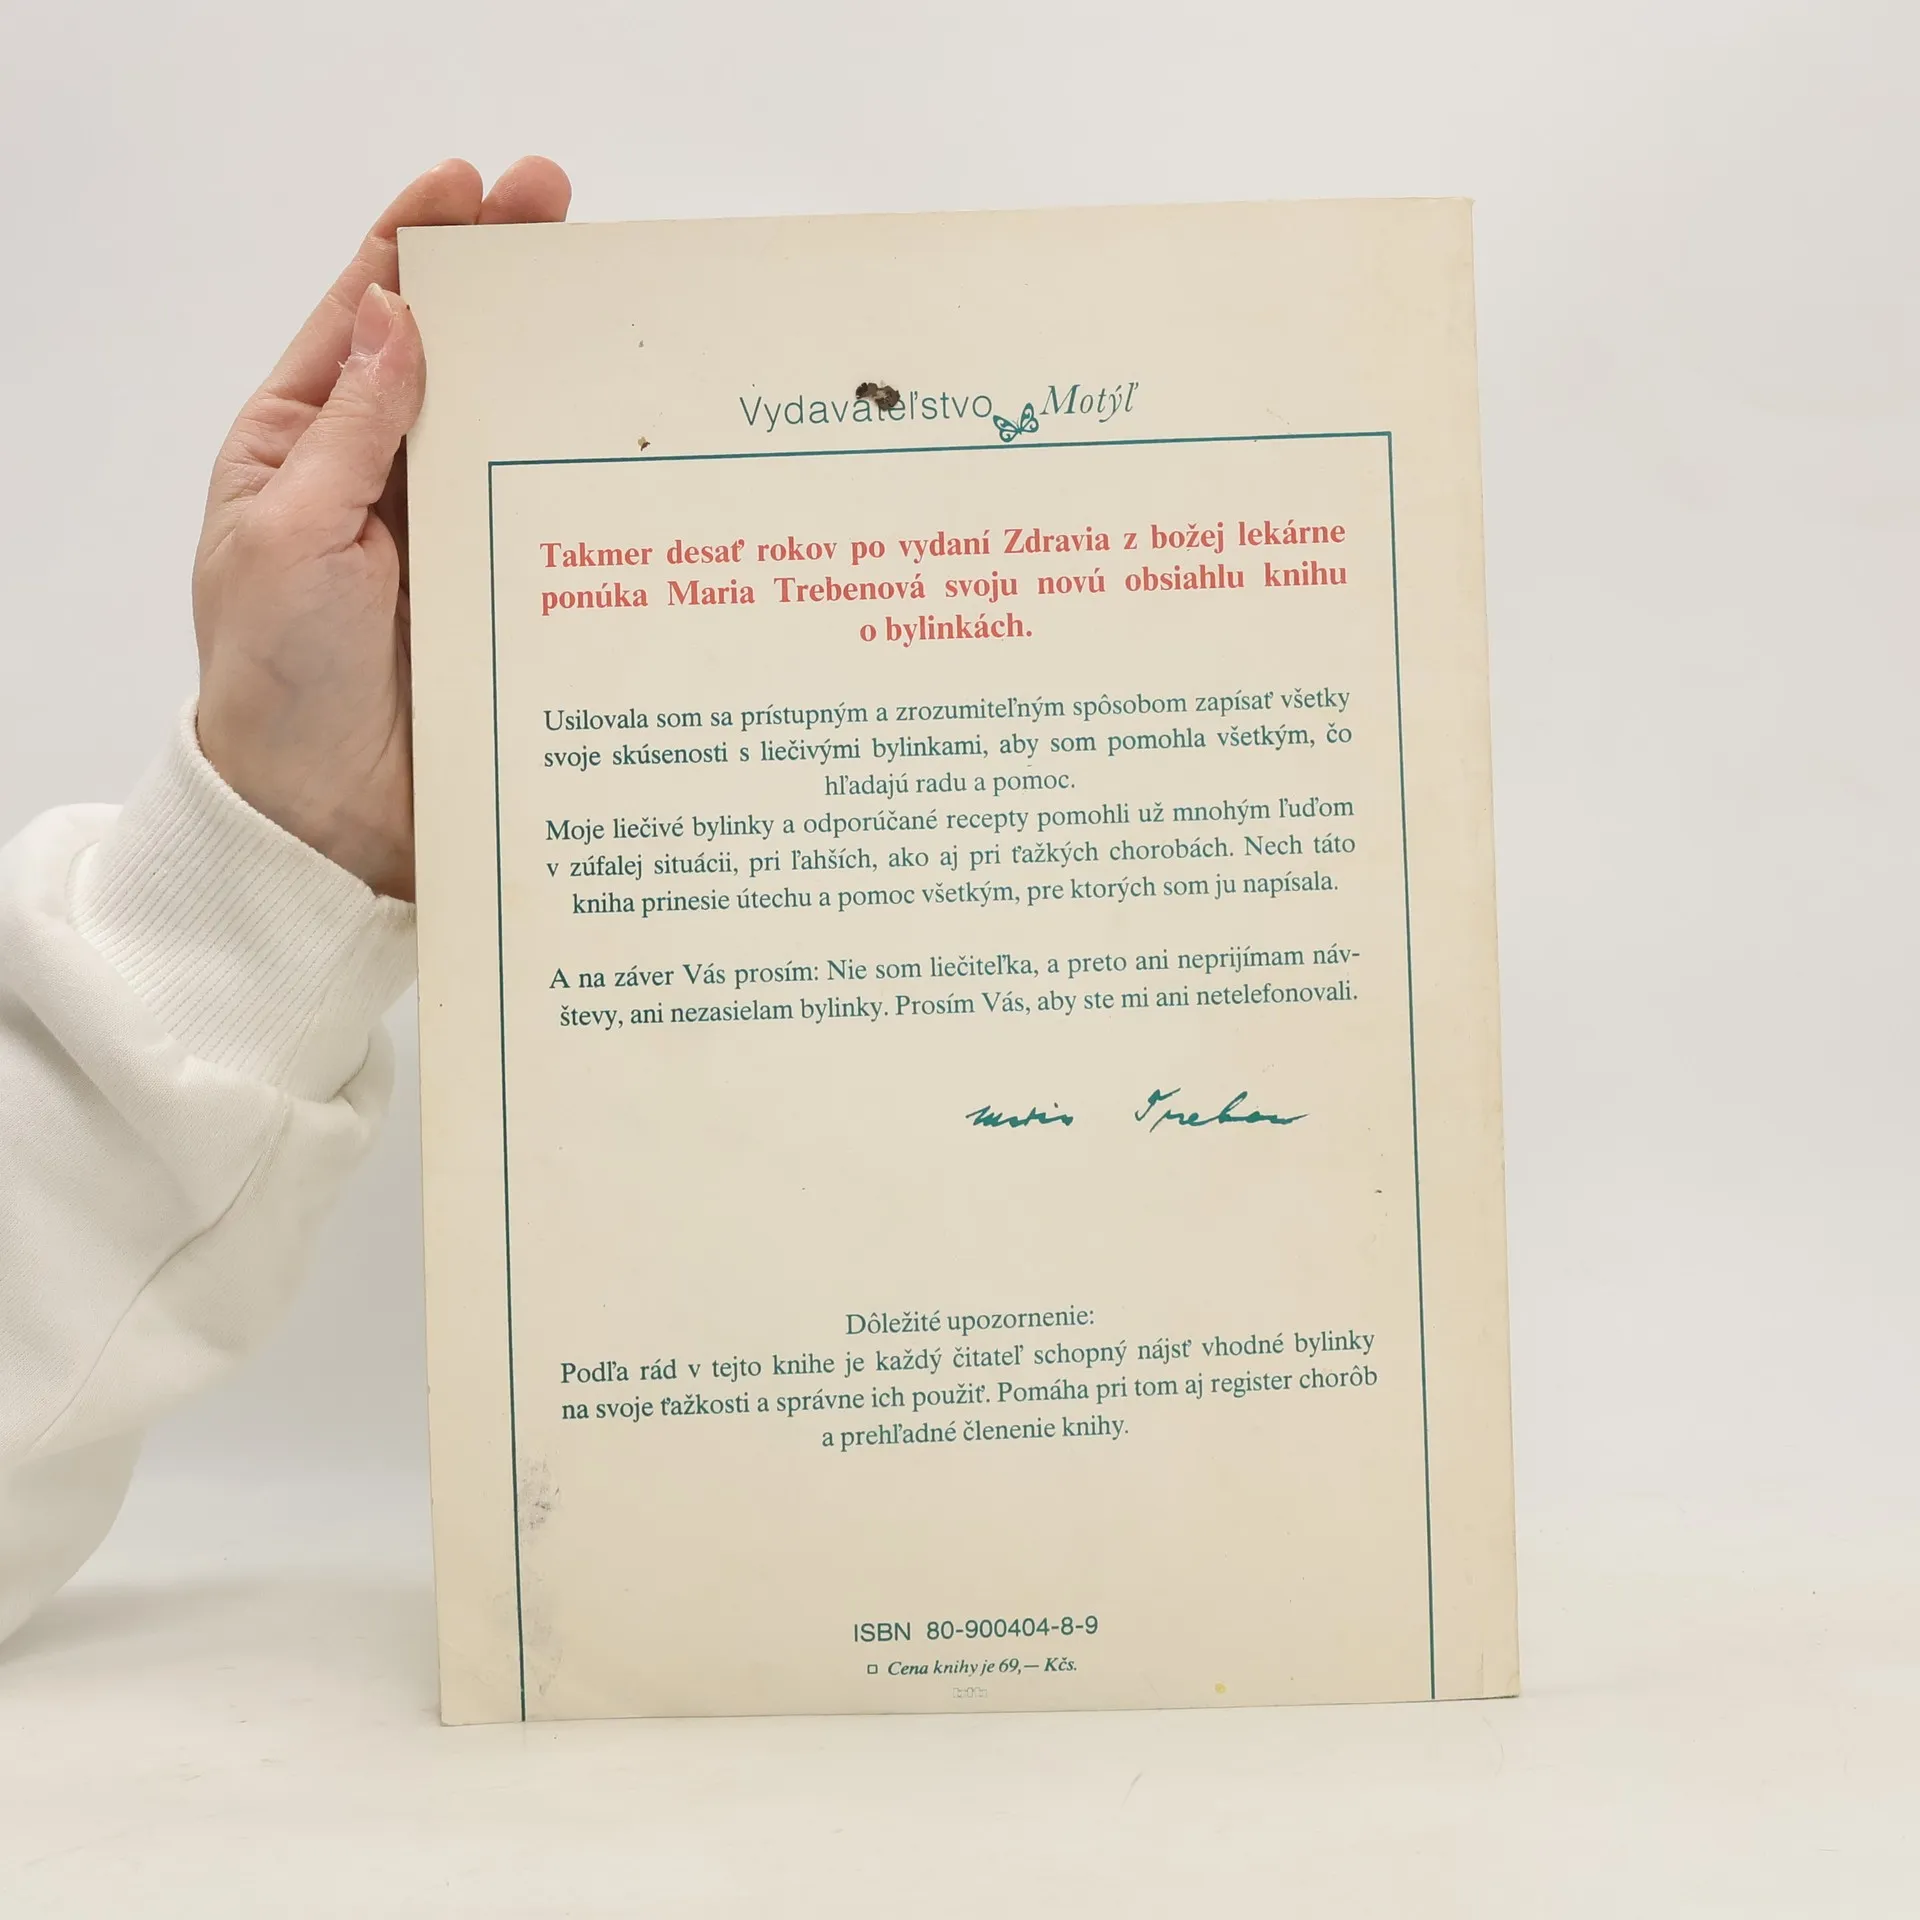 Vydavateľstvo Motýľ
Takmer desať rokov po vydaní Zdravia z božej lekárne
ponúka Maria Trebenová svoju novú obsiahlu knihu
o bylinkách.
Usilovala som sa prístupným a zrozumiteľným spôsobom zapísať všetky
svoje skúsenosti s liečivými bylinkami, aby som pomohla všetkým, čo
hľadajú radu a pomoc.
Moje liečivé bylinky a odporúčané recepty pomohli už mnohým ľuďom
v zúfalej situácii, pri ľahších, ako aj pri ťažkých chorobách. Nech táto
kniha prinesie útechu a pomoc všetkým, pre ktorých som ju napísala.
A na záver Vás prosím: Nie som liečiteľka, a preto ani neprijímam náv-
števy, ani nezasielam bylinky. Prosím Vás, aby ste mi ani netelefonovali.
Maria Treben
Dôležité upozornenie:
Podľa rád v tejto knihe je každý čitateľ schopný nájsť vhodné bylinky
na svoje ťažkosti a správne ich použiť. Pomáha pri tom aj register chorôb
a prehľadné členenie knihy.
ISBN 80-900404-8-9
Cena knihy je 69,— Kčs.